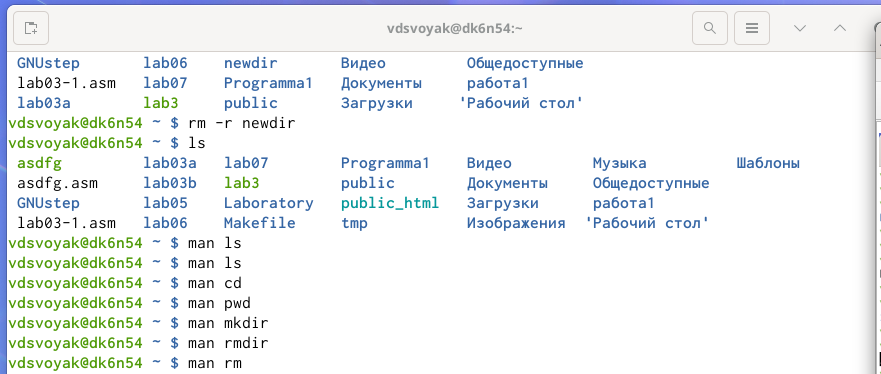 vdsvoyak@dk6n54:~
GNUstep lab06 newdir Видео Общедоступные
lab03-1.asm lab07 Programma1 Документы работа1
lab03a lab3 public Загрузки 'Рабочий стол'
vdsvoyak@dk6n54 ~ $ rm -r newdir
vdsvoyak@dk6n54 ~ $ ls
asdfg lab03a lab07 Programma1 Видео Музыка Шаблоны
asdfg.asm lab03b lab3 public Документы Общедоступные
GNUstep lab05 Laboratory public_html Загрузки работа1
lab03-1.asm lab06 Makefile tmp Изображения 'Рабочий стол'
vdsvoyak@dk6n54 ~ $ man ls
vdsvoyak@dk6n54 ~ $ man ls
vdsvoyak@dk6n54 ~ $ man cd
vdsvoyak@dk6n54 ~ $ man pwd
vdsvoyak@dk6n54 ~ $ man mkdir
vdsvoyak@dk6n54 ~ $ man rmdir
vdsvoyak@dk6n54 ~ $ man rm